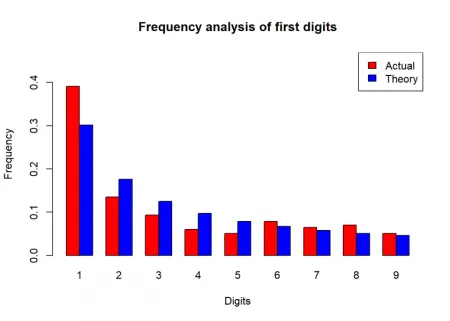 Frequency analysis of first digits
Actual
Theory
Frequency
0.4
0.3
0.2
0.1
0.0
1 2 3 4 5 6 7 8 9
Digits